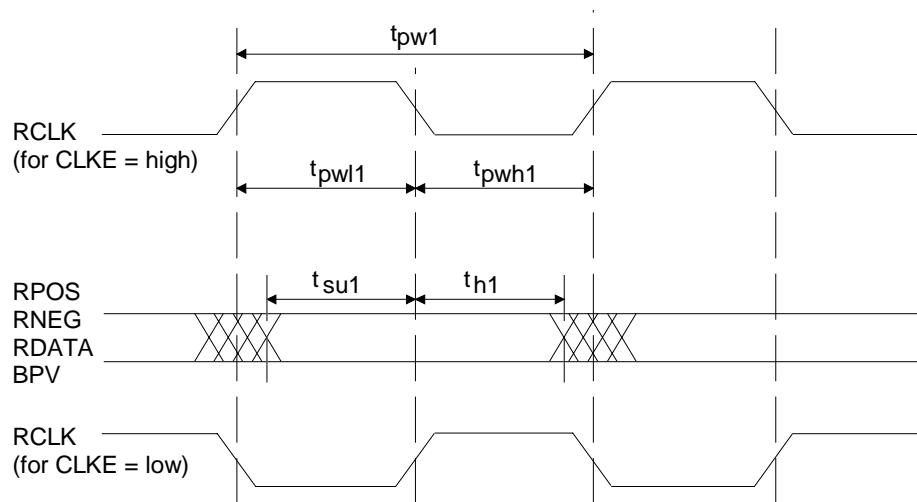 tpw1
RCLK
(for CLKE = high)
tpwl1 tpwh1
tsu1 th1
RPOS
RNEG
RDATA
BPV
RCLK
(for CLKE = low)